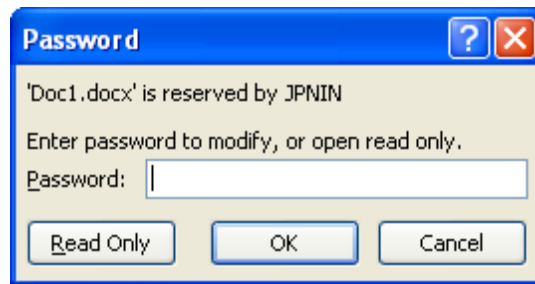 Password
'Doc1.docx' is reserved by JPNIN
Enter password to modify, or open read only.
Password:
Read Only OK Cancel